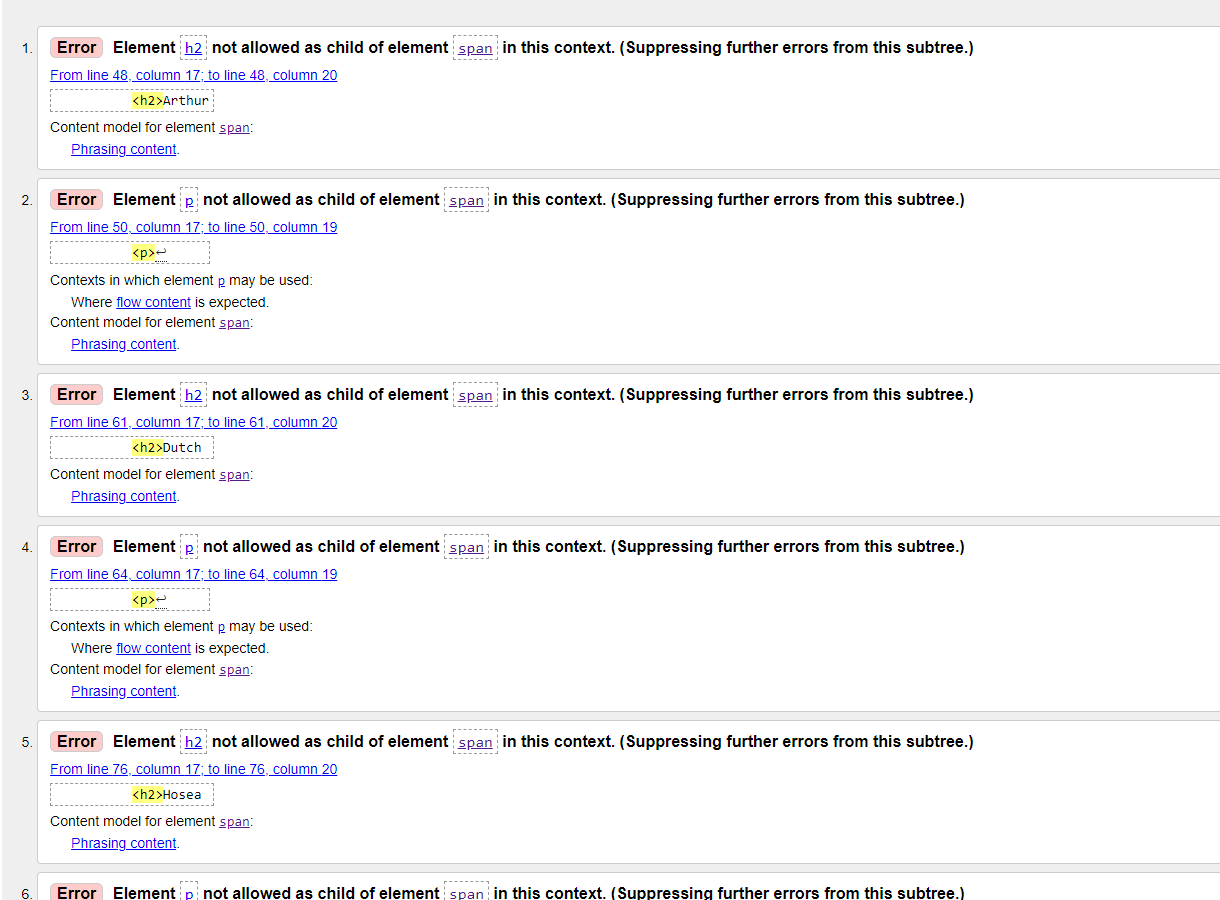 1. Error Element h2 not allowed as child of element span in this context. (Suppressing further errors from this subtree.)
From line 48, column 17; to line 48, column 20
<h2>Arthur
Content model for element span:
Phrasing content.
2. Error Element p not allowed as child of element span in this context. (Suppressing further errors from this subtree.)
From line 50, column 17; to line 50, column 19
<p>↩
Contexts in which element p may be used:
Where flow content is expected.
Content model for element span:
Phrasing content.
3. Error Element h2 not allowed as child of element span in this context. (Suppressing further errors from this subtree.)
From line 61, column 17; to line 61, column 20
<h2>Dutch
Content model for element span:
Phrasing content.
4. Error Element p not allowed as child of element span in this context. (Suppressing further errors from this subtree.)
From line 64, column 17; to line 64, column 19
<p>↩
Contexts in which element p may be used:
Where flow content is expected.
Content model for element span:
Phrasing content.
5. Error Element h2 not allowed as child of element span in this context. (Suppressing further errors from this subtree.)
From line 76, column 17; to line 76, column 20
<h2>Hosea
Content model for element span:
Phrasing content.
6. Error Element p not allowed as child of element span in this context. (Suppressing further errors from this subtree.)